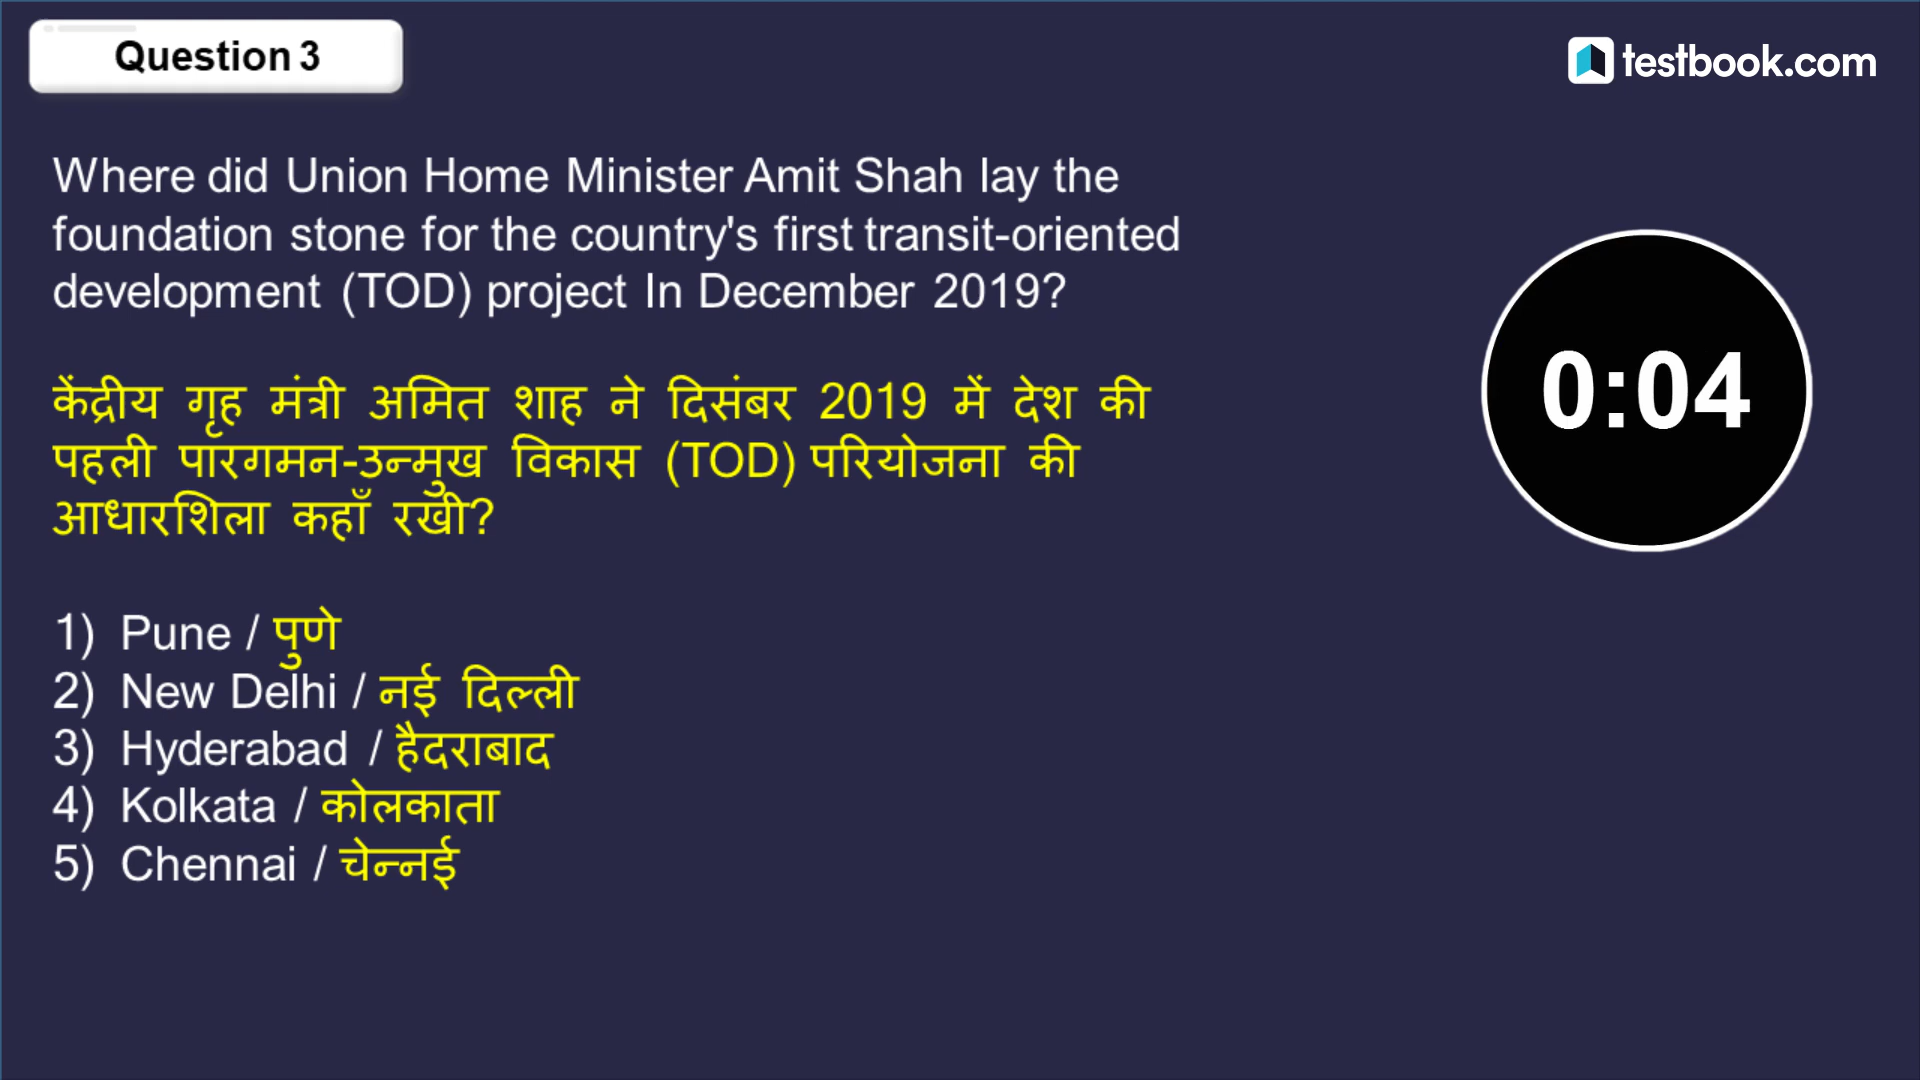 Question 3
testbook.com
Where did Union Home Minister Amit Shah lay the
foundation stone for the country's first transit-oriented
development (TOD) project In December 2019?
0:04
केंद्रीय गृह मंत्री अमित शाह ने दिसंबर 2019 में देश की
पहली पारगमन-उन्मुख विकास (TOD) परियोजना की
आधारशिला कहाँ रखी?
1) Pune / पुणे
2) New Delhi / नई दिल्ली
3) Hyderabad / हैदराबाद
4) Kolkata / कोलकाता
5) Chennai / चेन्नई